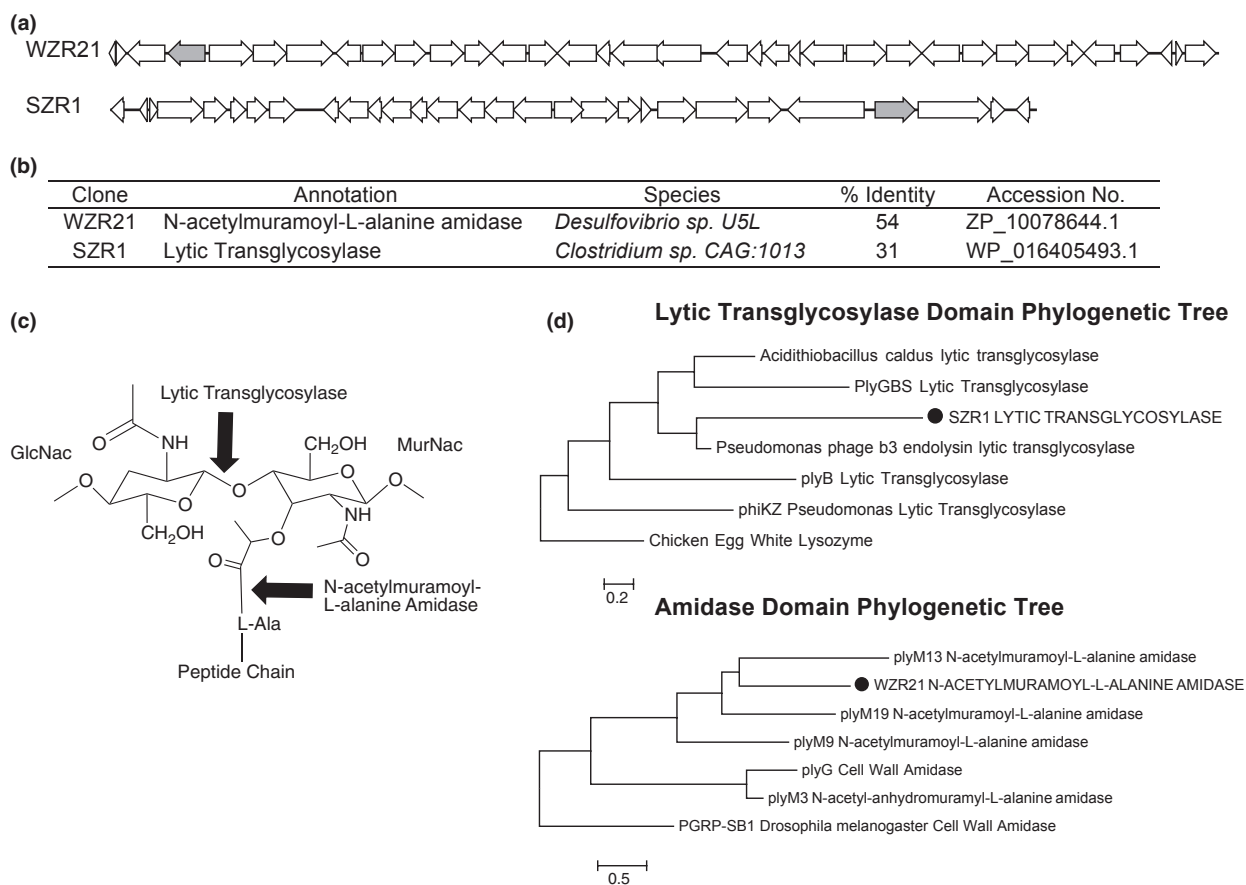 (a)
WZR21
SZR1
(b)
Clone Annotation Species % Identity Accession No.
WZR21 N-acetylmuramoyl-L-alanine amidase Desulfovibrio sp. U5L 54 ZP_10078644.1
SZR1 Lytic Transglycosylase Clostridium sp. CAG:1013 31 WP_016405493.1
(c)
Lytic Transglycosylase
GlcNac
MurNac
O
NH
CH2OH
O
O
O
O
O
CH2OH
O
NH
O
O
O
N-acetylmuramoyl-
L-alanine Amidase
L-Ala
Peptide Chain
(d)
Lytic Transglycosylase Domain Phylogenetic Tree
Acidithiobacillus caldus lytic transglycosylase
PlyGBS Lytic Transglycosylase
SZR1 LYTIC TRANSGLYCOSYLASE
Pseudomonas phage b3 endolysin lytic transglycosylase
plyB Lytic Transglycosylase
phiKZ Pseudomonas Lytic Transglycosylase
Chicken Egg White Lysozyme
0.2
Amidase Domain Phylogenetic Tree
plyM13 N-acetylmuramoyl-L-alanine amidase
WZR21 N-ACETYLMURAMOYL-L-ALANINE AMIDASE
plyM19 N-acetylmuramoyl-L-alanine amidase
plyM9 N-acetylmuramoyl-L-alanine amidase
plyG Cell Wall Amidase
plyM3 N-acetyl-anhydromuramyl-L-alanine amidase
PGRP-SB1 Drosophila melanogaster Cell Wall Amidase
0.5